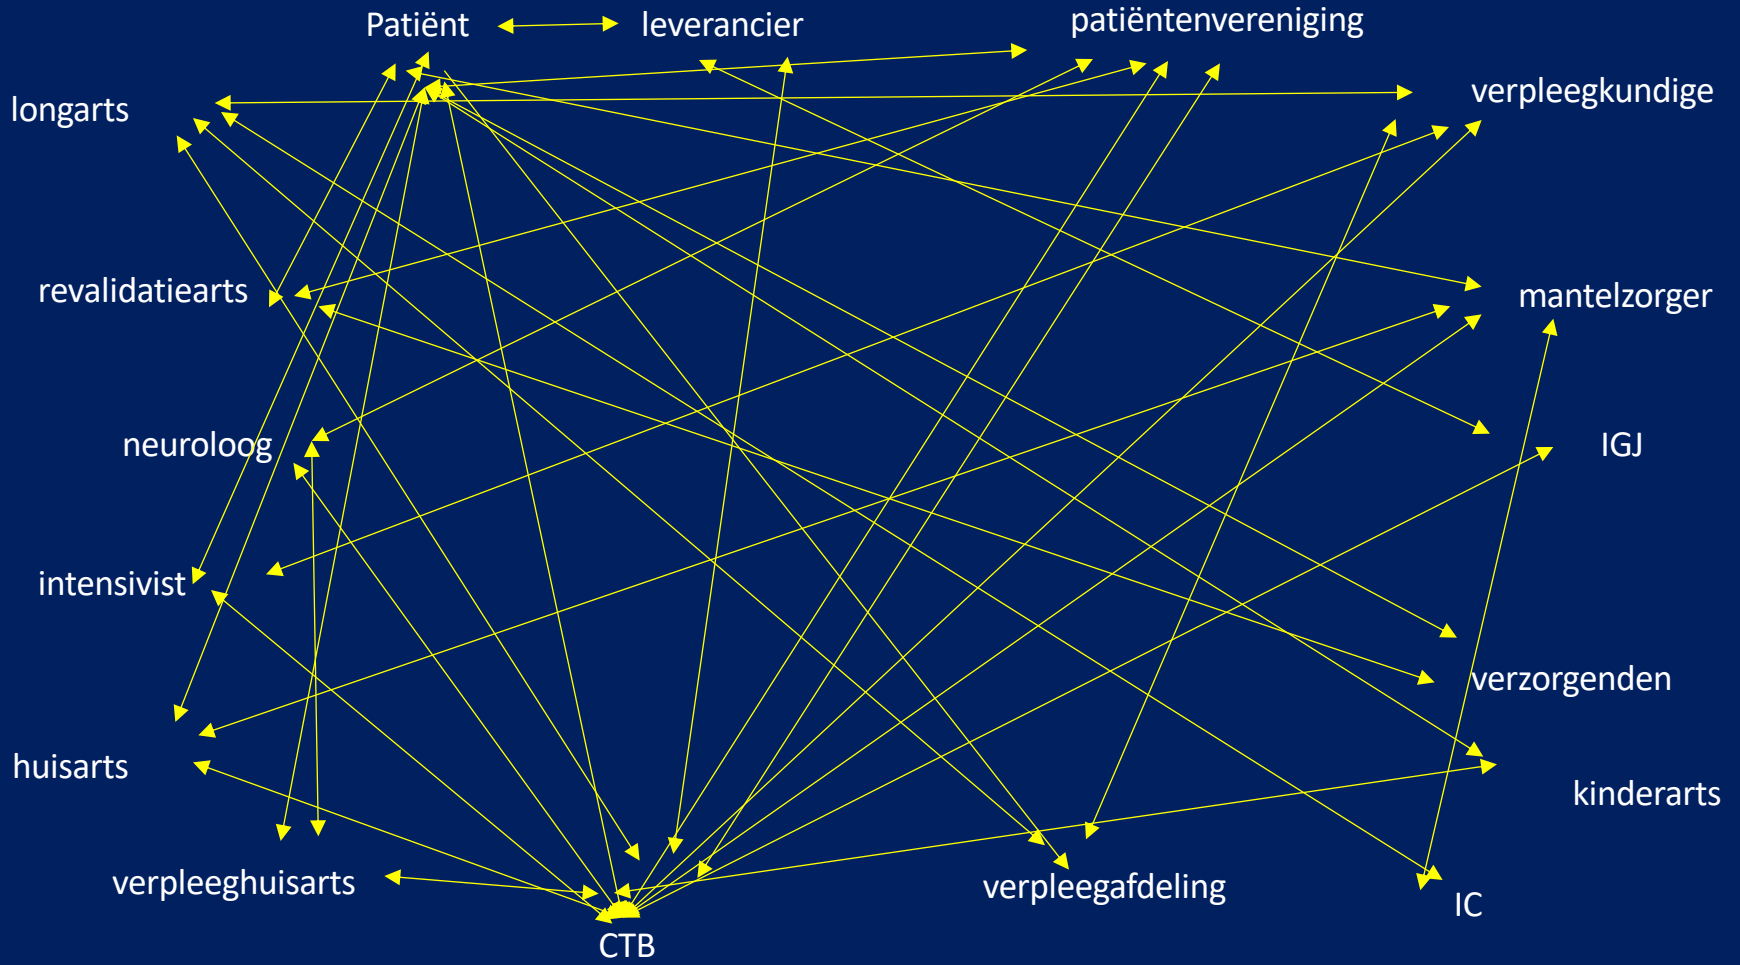 Patiënt
leverancier
patiëntenvereniging
longarts
verpleegkundige
revalidatiearts
mantelzorger
neuroloog
IGJ
intensivist
verzorgenden
huisarts
kinderarts
verpleeghuisarts
verpleegafdeling
IC
CTB